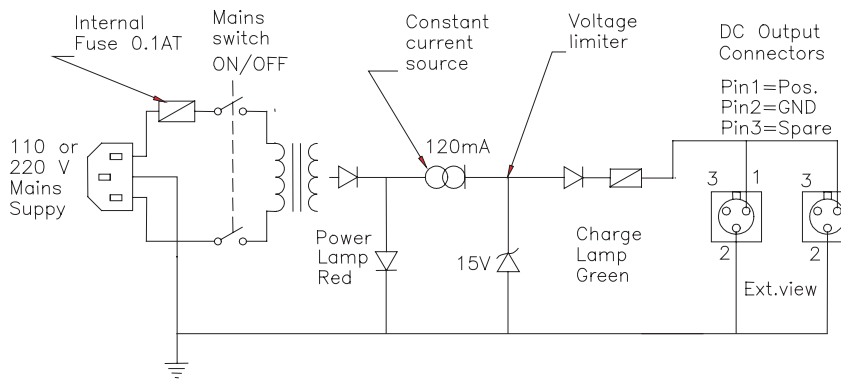 Internal
Fuse 0.1AT
Mains
switch
ON/OFF
Constant
current
source
Voltage
limiter
DC Output
Connectors
Pin1=Pos.
Pin2=GND
Pin3=Spare
110 or
220 V
Mains
Suppy
120mA
3 1
3
Power
Lamp
Red
15V
Charge
Lamp
Green
2
2
Ext.view